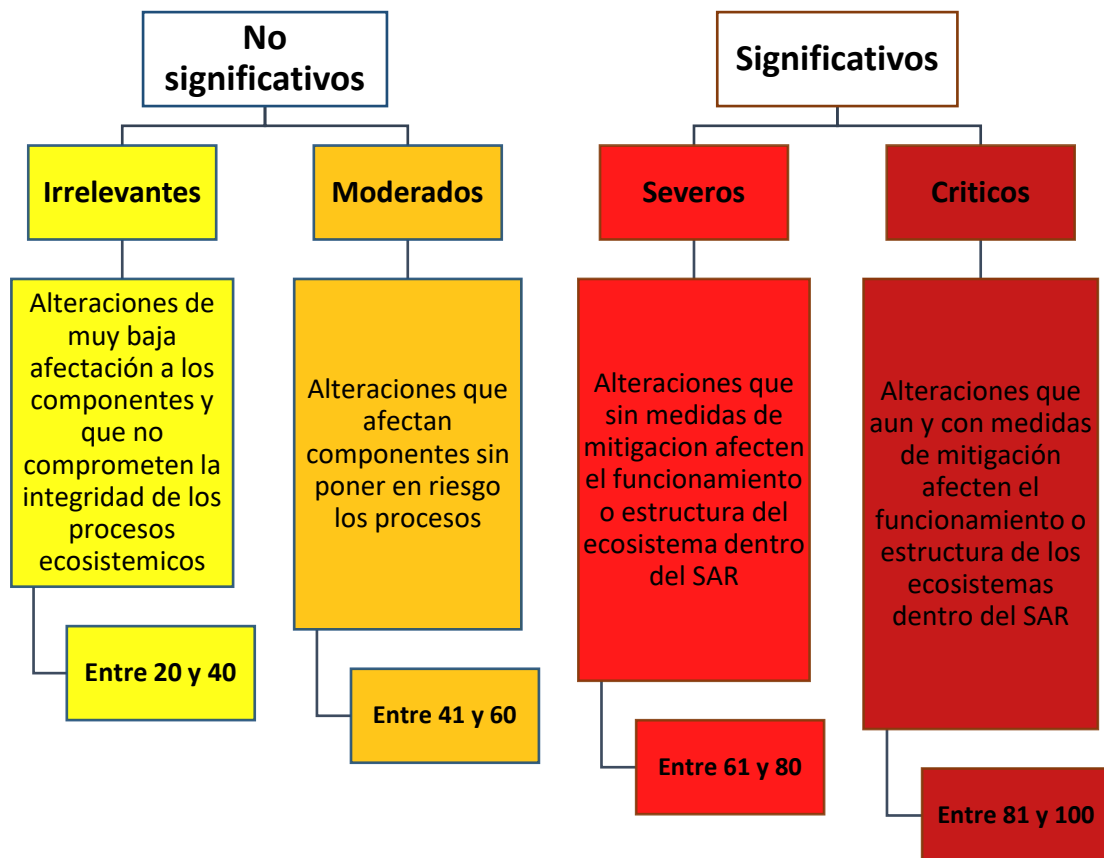 No
significativos
Irrelevantes
Moderados
Alteraciones de
muy baja
afectación a los
componentes y
que no
comprometen la
integridad de los
procesos
ecosistemicos
Alteraciones que
afectan
componentes sin
poner en riesgo
los procesos
Entre 20 y 40
Entre 41 y 60
Significativos
Severos
Criticos
Alteraciones que
sin medidas de
mitigacion afecten
el funcionamiento
o estructura del
ecosistema dentro
del SAR
Alteraciones que
aun y con medidas
de mitigación
afecten el
funcionamiento o
estructura de los
ecosistemas
dentro del SAR
Entre 61 y 80
Entre 81 y 100